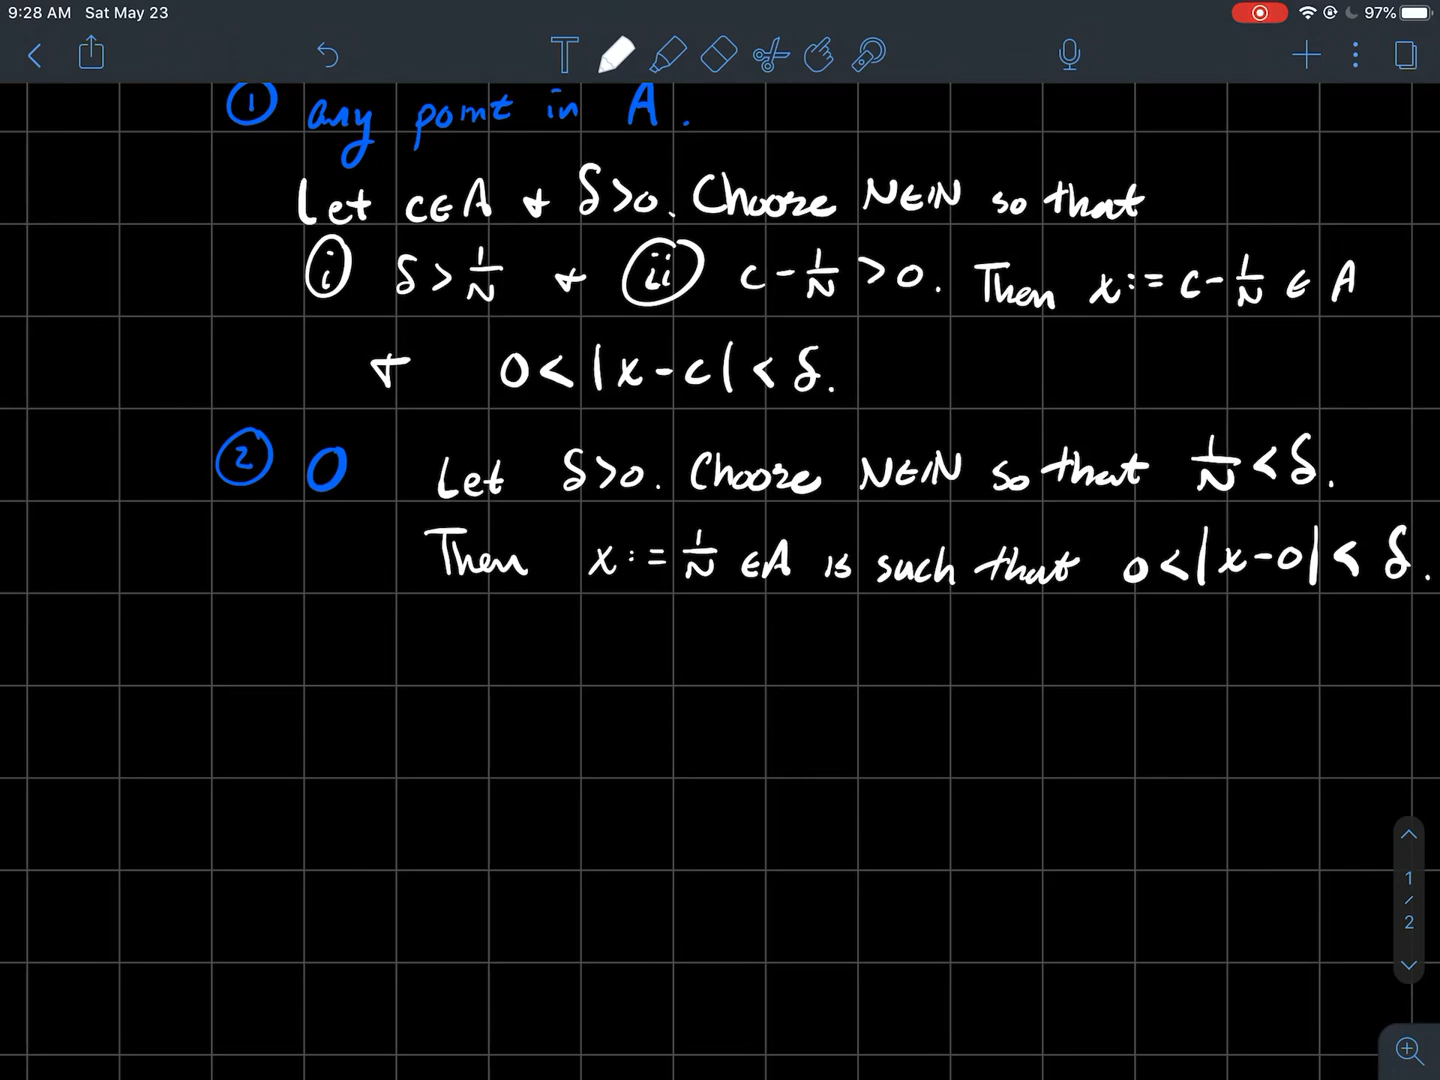 9:28 AM Sat May 23 97%
① any point in A.
Let c∈A & δ>0. Choose N∈ℕ so that
ⓘ δ > 1/N & ⓘⓘ c - 1/N > 0. Then x := c - 1/N ∈ A
& 0 < |x - c| < δ.
② 0 Let δ>0. Choose N∈ℕ so that 1/N < δ.
Then x := 1/N ∈A is such that 0 < |x - 0| < δ.
1 / 2